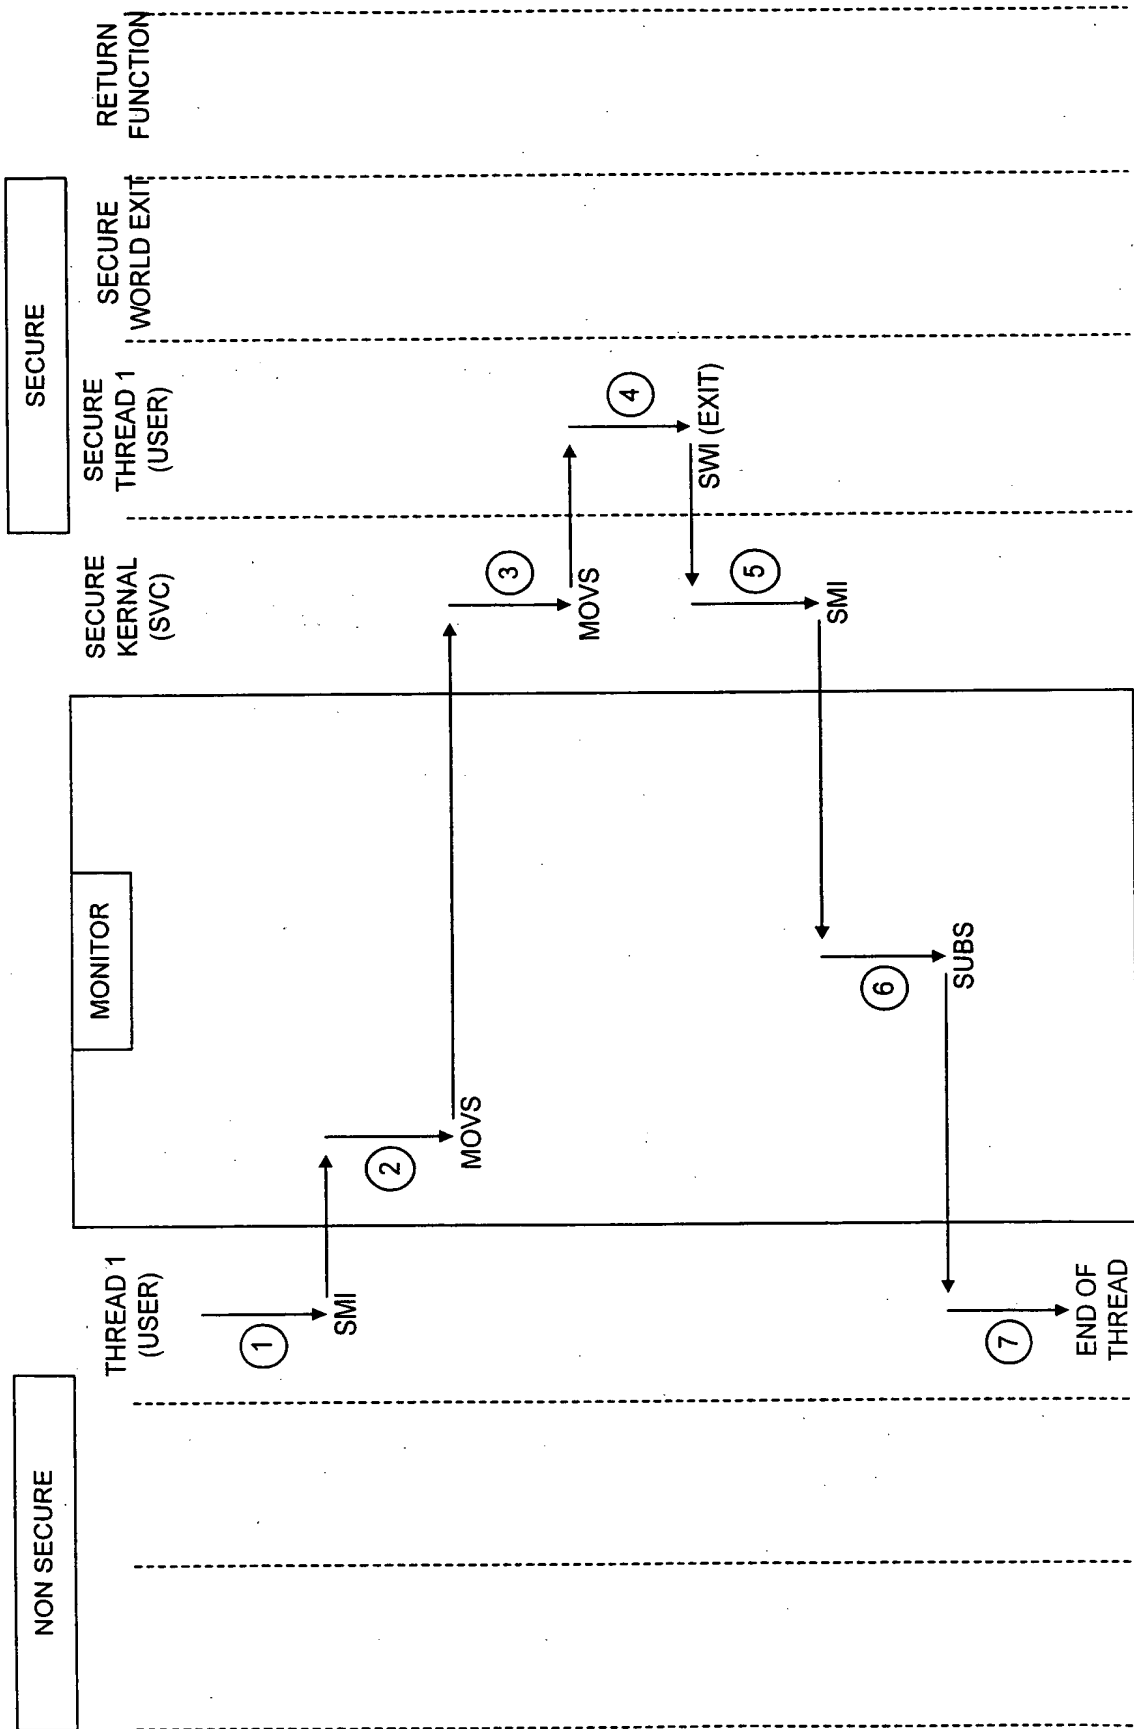 NON SECURE
MONITOR
SECURE
THREAD 1
(USER)
SECURE
KERNAL
(SVC)
SECURE
THREAD 1
(USER)
SECURE
WORLD EXIT
RETURN
FUNCTION
1
SMI
2
MOVS
3
MOVS
4
SWI (EXIT)
5
SMI
6
SUBS
7
END OF
THREAD